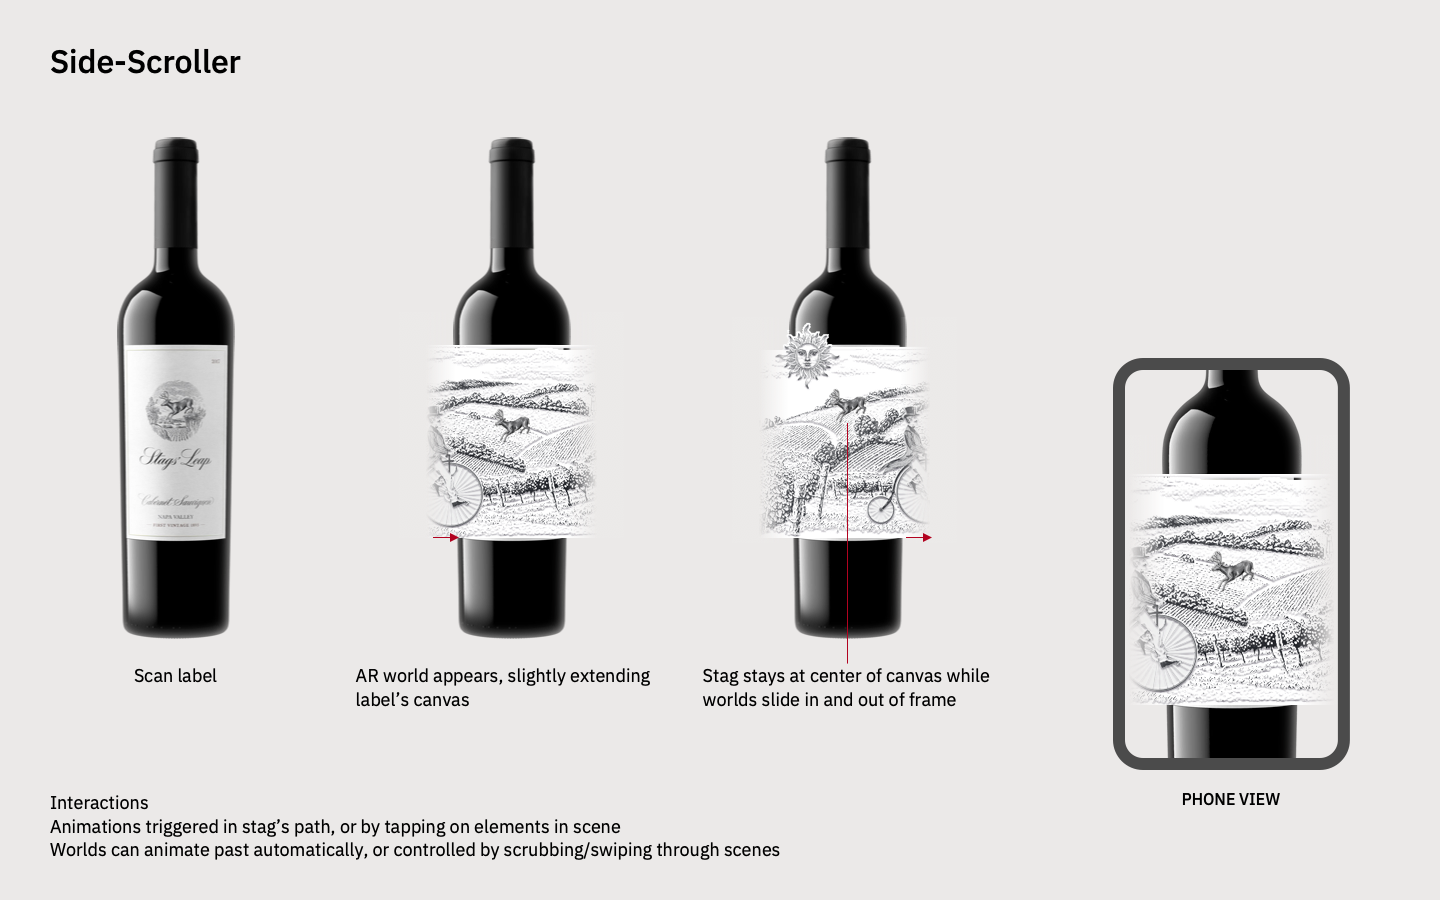 Side-Scroller
Stags' Leap
Cabernet Sauvignon
NAPA VALLEY
Scan label
AR world appears, slightly extending
label’s canvas
Stag stays at center of canvas while
worlds slide in and out of frame
PHONE VIEW
Interactions
Animations triggered in stag’s path, or by tapping on elements in scene
Worlds can animate past automatically, or controlled by scrubbing/swiping through scenes